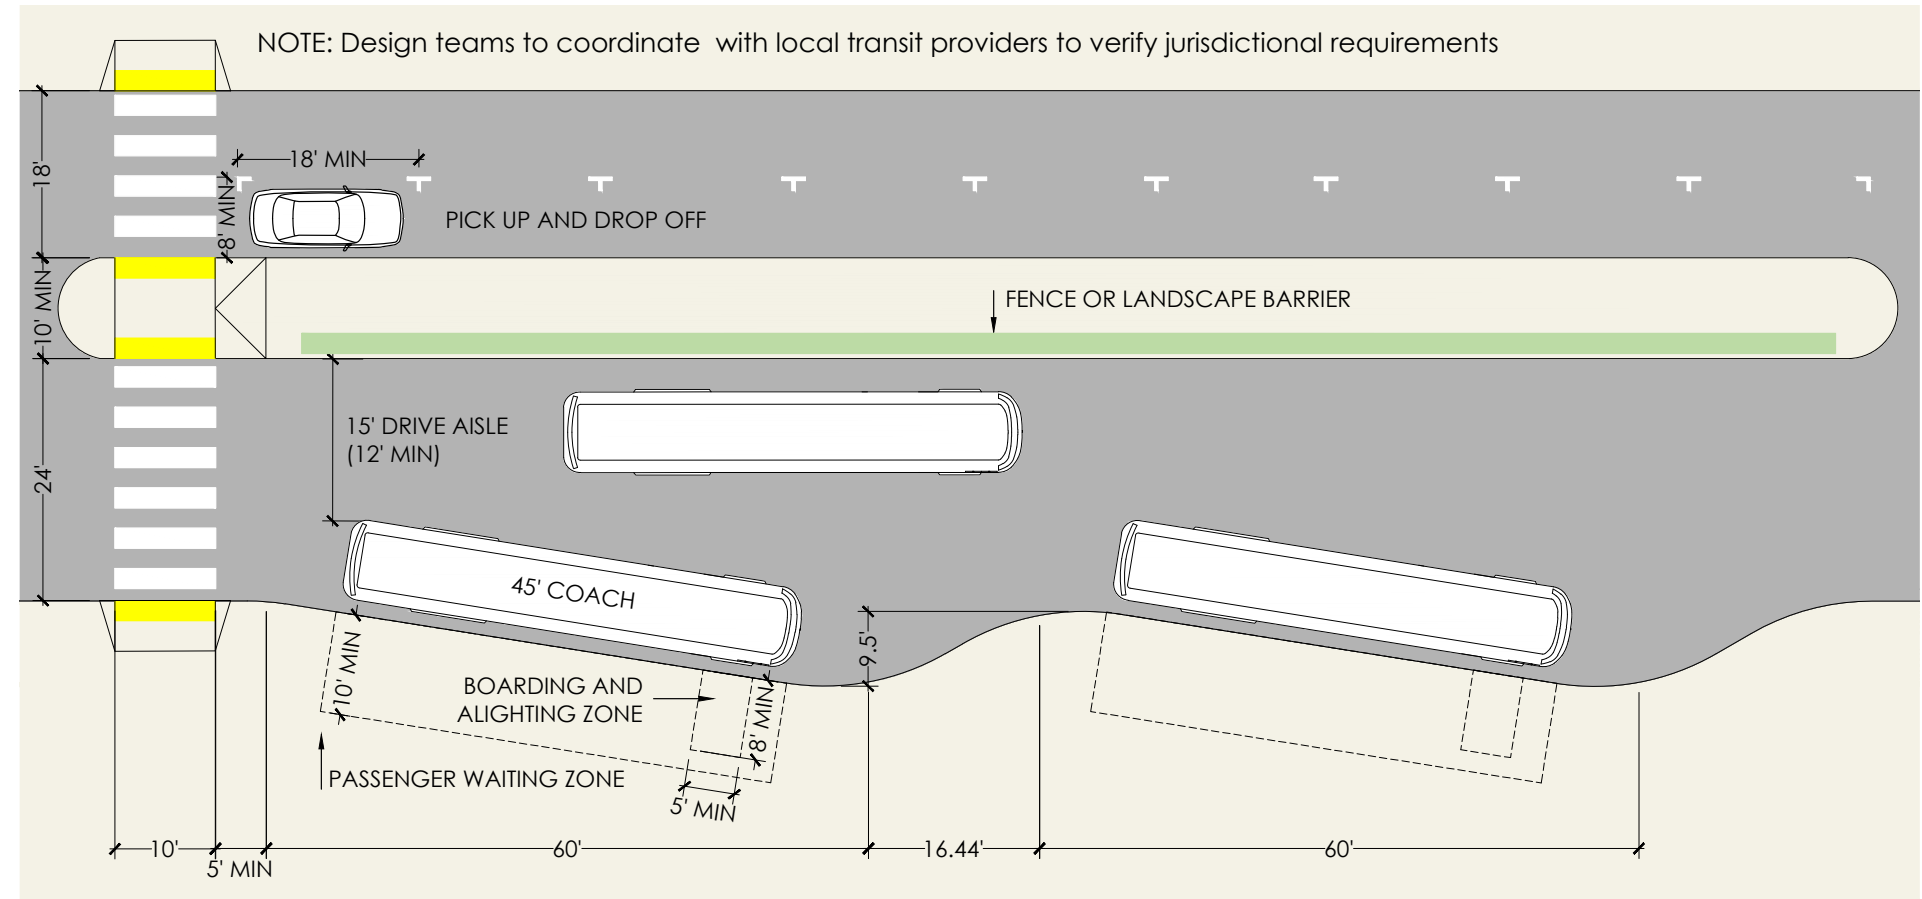 NOTE: Design teams to coordinate  with local transit providers to verify jurisdictional requirements
18'
18' MIN
8' MIN
PICK UP AND DROP OFF
10' MIN
FENCE OR LANDSCAPE BARRIER
24'
15' DRIVE AISLE
(12' MIN)
45' COACH
10' MIN
9.5'
BOARDING AND
ALIGHTING ZONE
8' MIN
PASSENGER WAITING ZONE
5' MIN
10'
5' MIN
60'
16.44'
60'